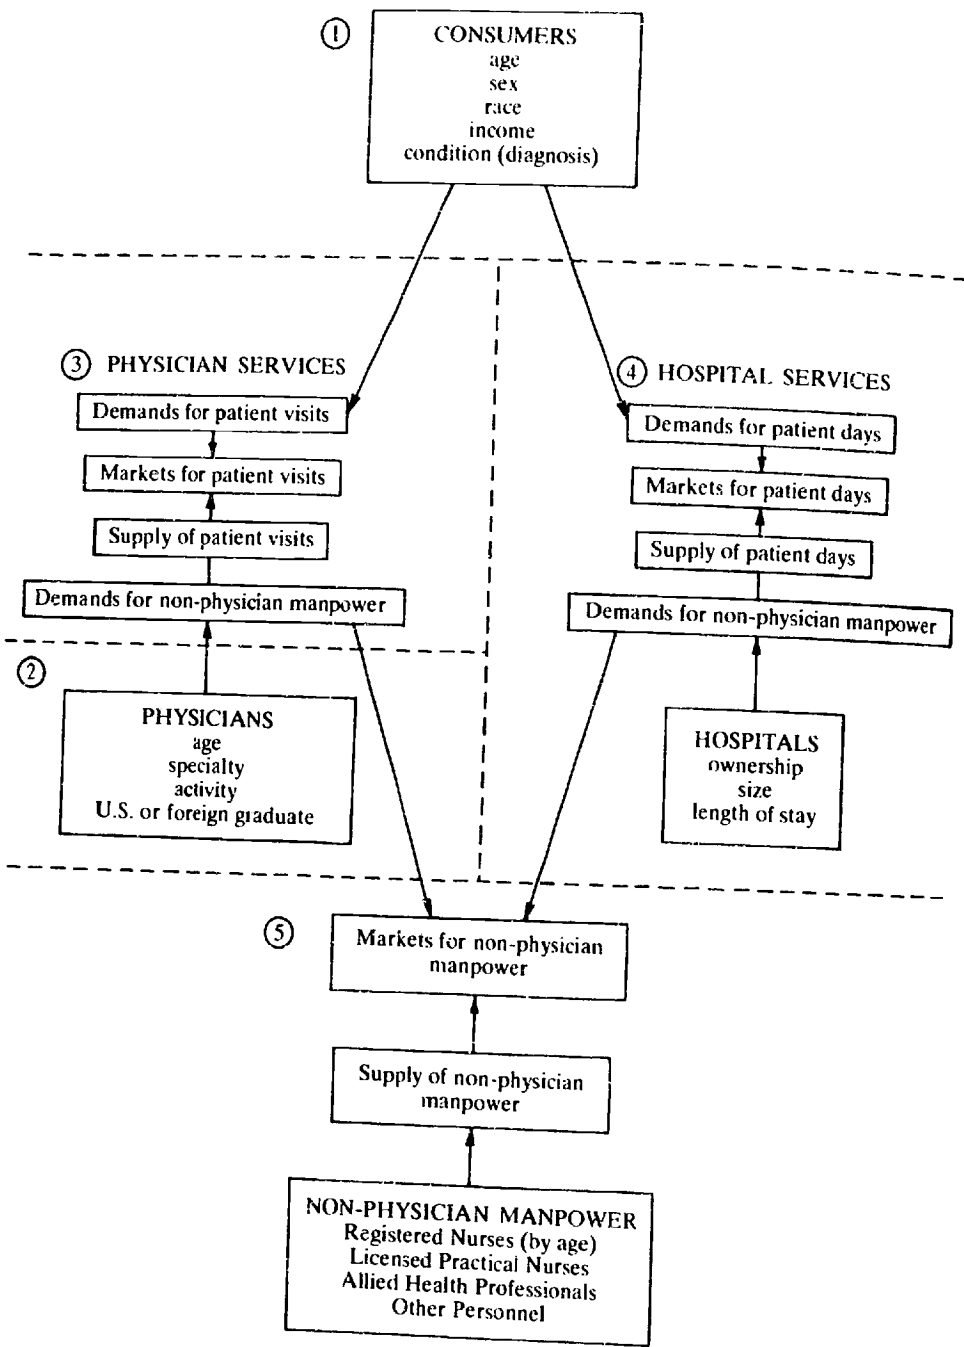 ①
CONSUMERS
age
sex
race
income
condition (diagnosis)
③ PHYSICIAN SERVICES
Demands for patient visits
Markets for patient visits
Supply of patient visits
Demands for non-physician manpower
④ HOSPITAL SERVICES
Demands for patient days
Markets for patient days
Supply of patient days
Demands for non-physician manpower
②
PHYSICIANS
age
specialty
activity
U.S. or foreign graduate
HOSPITALS
ownership
size
length of stay
⑤
Markets for non-physician
manpower
Supply of non-physician
manpower
NON-PHYSICIAN MANPOWER
Registered Nurses (by age)
Licensed Practical Nurses
Allied Health Professionals
Other Personnel